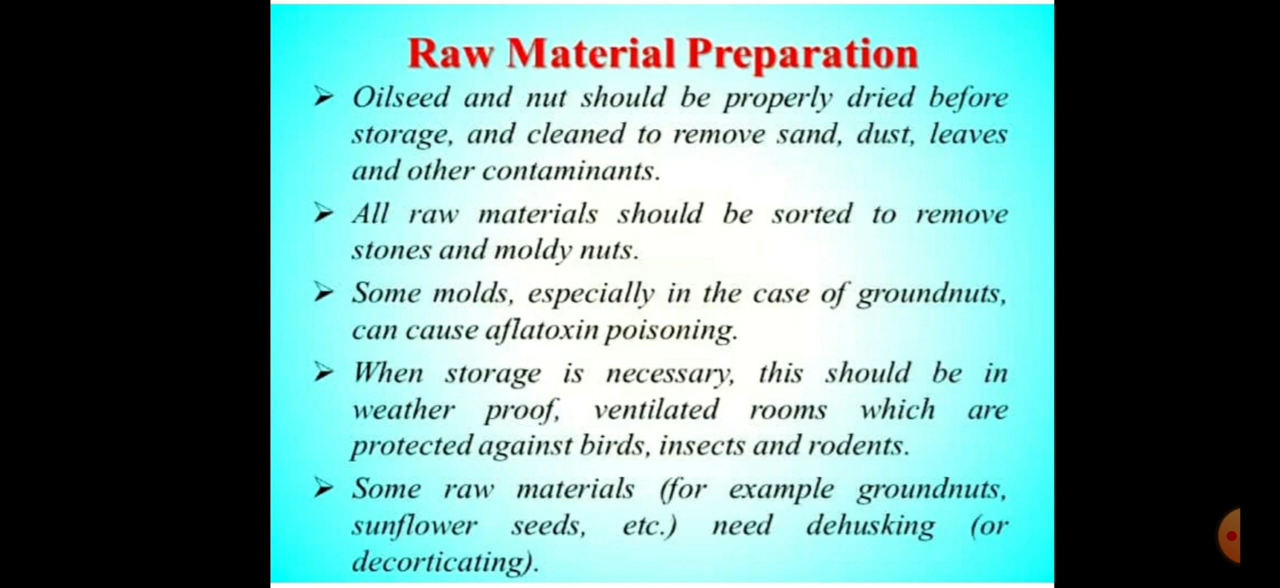 Raw Material Preparation
➢ Oilseed and nut should be properly dried before
storage, and cleaned to remove sand, dust, leaves
and other contaminants.
➢ All raw materials should be sorted to remove
stones and moldy nuts.
➢ Some molds, especially in the case of groundnuts,
can cause aflatoxin poisoning.
➢ When storage is necessary, this should be in
weather proof, ventilated rooms which are
protected against birds, insects and rodents.
➢ Some raw materials (for example groundnuts,
sunflower seeds, etc.) need dehusking (or
decorticating).